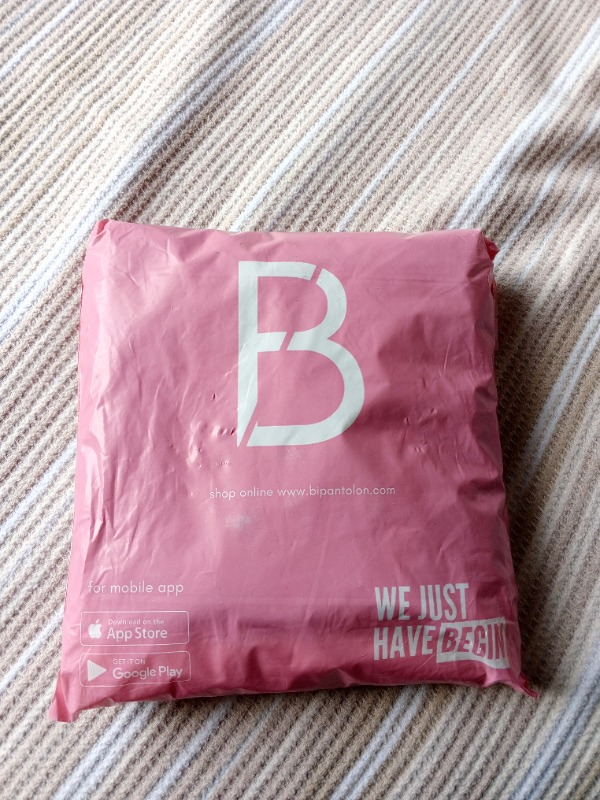 B
shop online www.bipantolon.com
for mobile app
Download on the
App Store
GET IT ON
Google Play
WE JUST
HAVE BEGIN